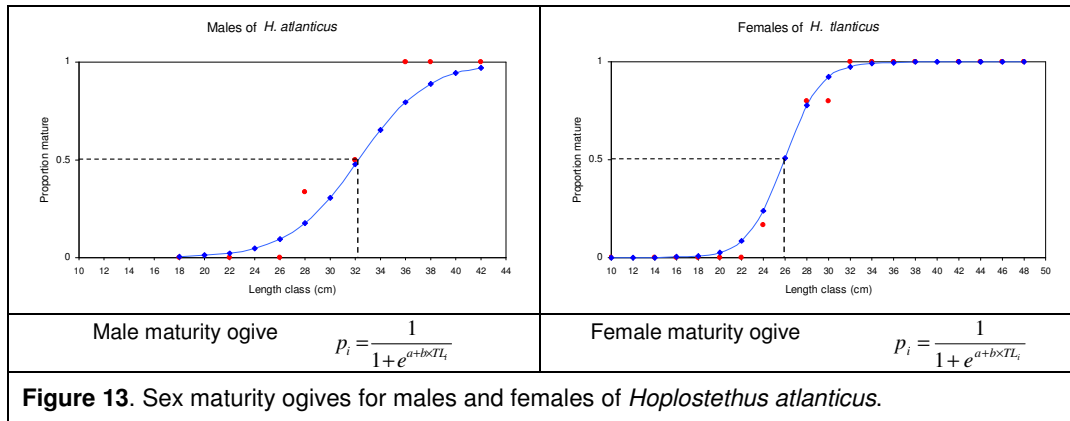 Males of H. atlanticus
1
0.5
0
Proportion mature
10 12 14 16 18 20 22 24 26 28 30 32 34 36 38 40 42 44
Length class (cm)
Females of H. tlanticus
1
0.5
0
Proportion mature
10 12 14 16 18 20 22 24 26 28 30 32 34 36 38 40 42 44 46 48 50
Length class (cm)
Male maturity ogive p_i = 1 / (1 + e^{a+b×TL_i})
Female maturity ogive p_i = 1 / (1 + e^{a+b×TL_i})
Figure 13. Sex maturity ogives for males and females of Hoplostethus atlanticus.